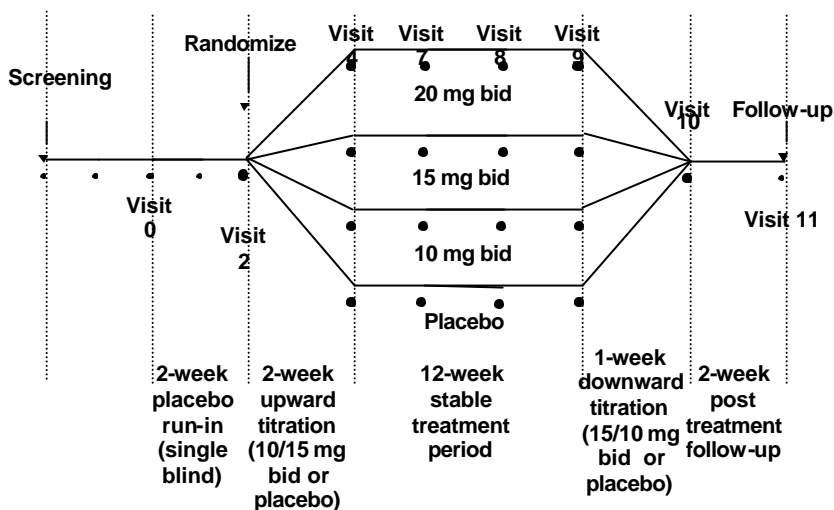 Screening
Randomize
Visit
4
Visit
7
Visit
8
Visit
9
Visit
10
Follow-up
20 mg bid
15 mg bid
10 mg bid
Placebo
Visit
0
Visit
2
Visit 11
2-week
placebo
run-in
(single
blind)
2-week
upward
titration
(10/15 mg
bid or
placebo)
12-week
stable
treatment
period
1-week
downward
titration
(15/10 mg
bid or
placebo)
2-week
post
treatment
follow-up